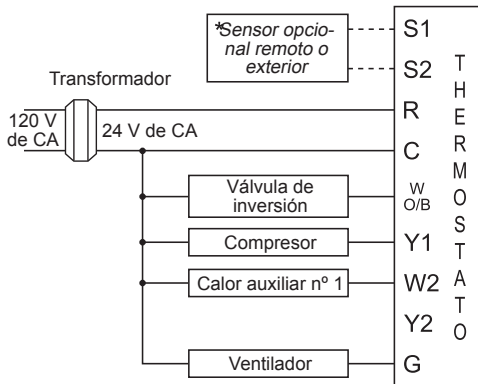 *Sensor opcio-
nal remoto o
exterior
S1
S2
Transformador
120 V
de CA
24 V de CA
R
C
Válvula de
inversión
W
O/B
Compresor
Y1
Calor auxiliar nº 1
W2
Y2
Ventilador
G
THERMOSTATO